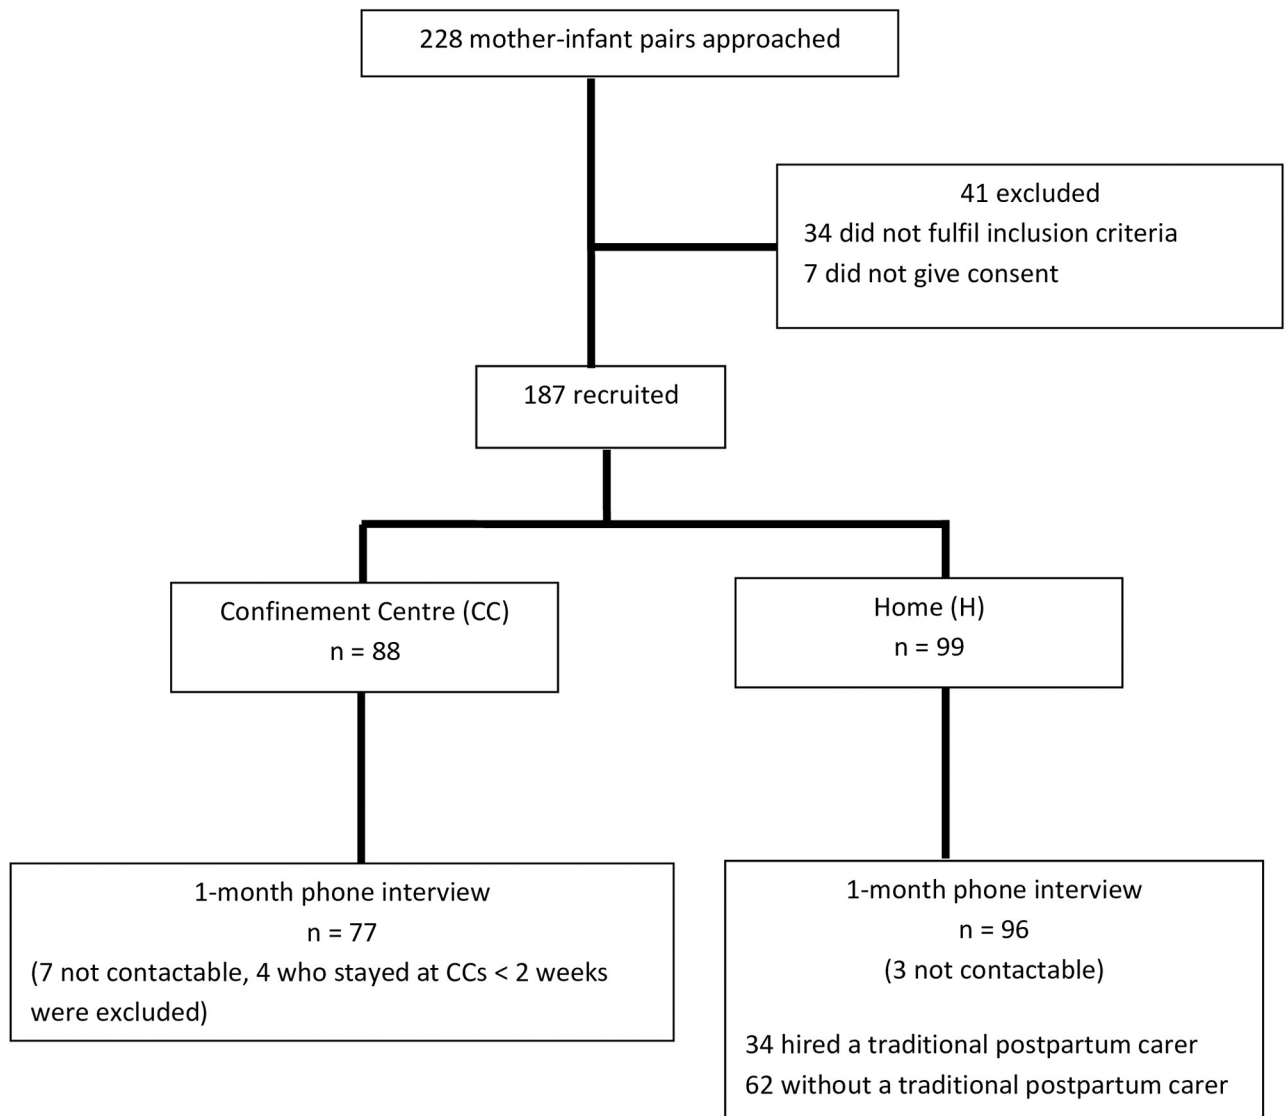 228 mother-infant pairs approached
41 excluded
34 did not fulfil inclusion criteria
7 did not give consent
187 recruited
Confinement Centre (CC)
n = 88
Home (H)
n = 99
1-month phone interview
n = 77
(7 not contactable, 4 who stayed at CCs < 2 weeks
were excluded)
1-month phone interview
n = 96
(3 not contactable)
34 hired a traditional postpartum carer
62 without a traditional postpartum carer